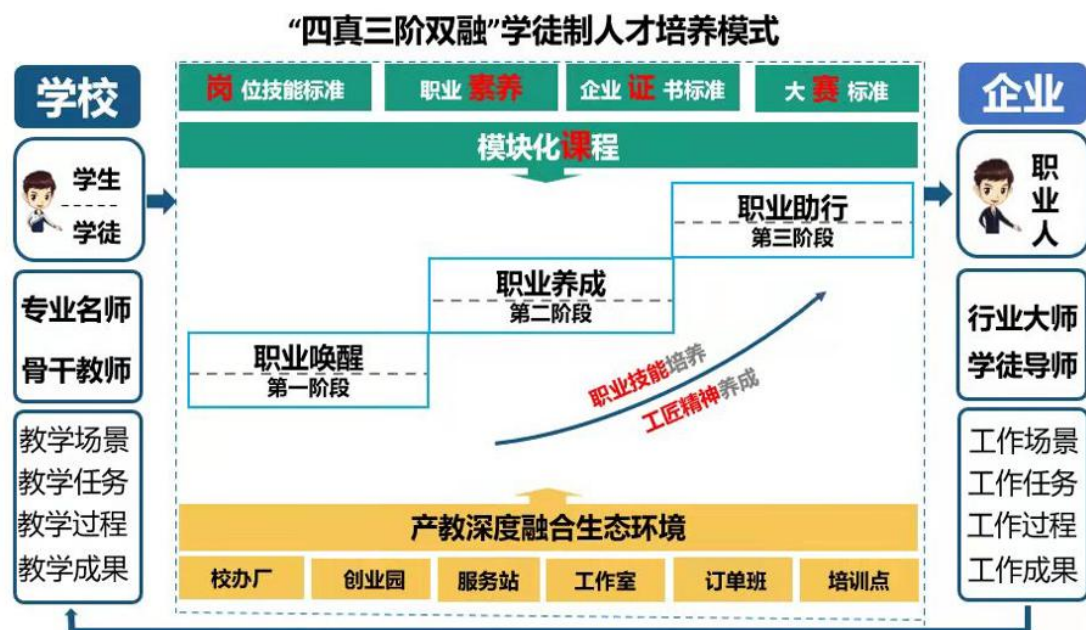 “四真三阶双融”学徒制人才培养模式
学校
学生
学徒
专业名师
骨干教师
教学场景
教学任务
教学过程
教学成果
岗位技能标准
职业素养
企业证书标准
大赛标准
模块化课程
职业助行
第三阶段
职业养成
第二阶段
职业唤醒
第一阶段
职业技能培养
工匠精神养成
产教深度融合生态环境
校办厂
创业园
服务站
工作室
订单班
培训点
企业
职业人
行业大师
学徒导师
工作场景
工作任务
工作过程
工作成果